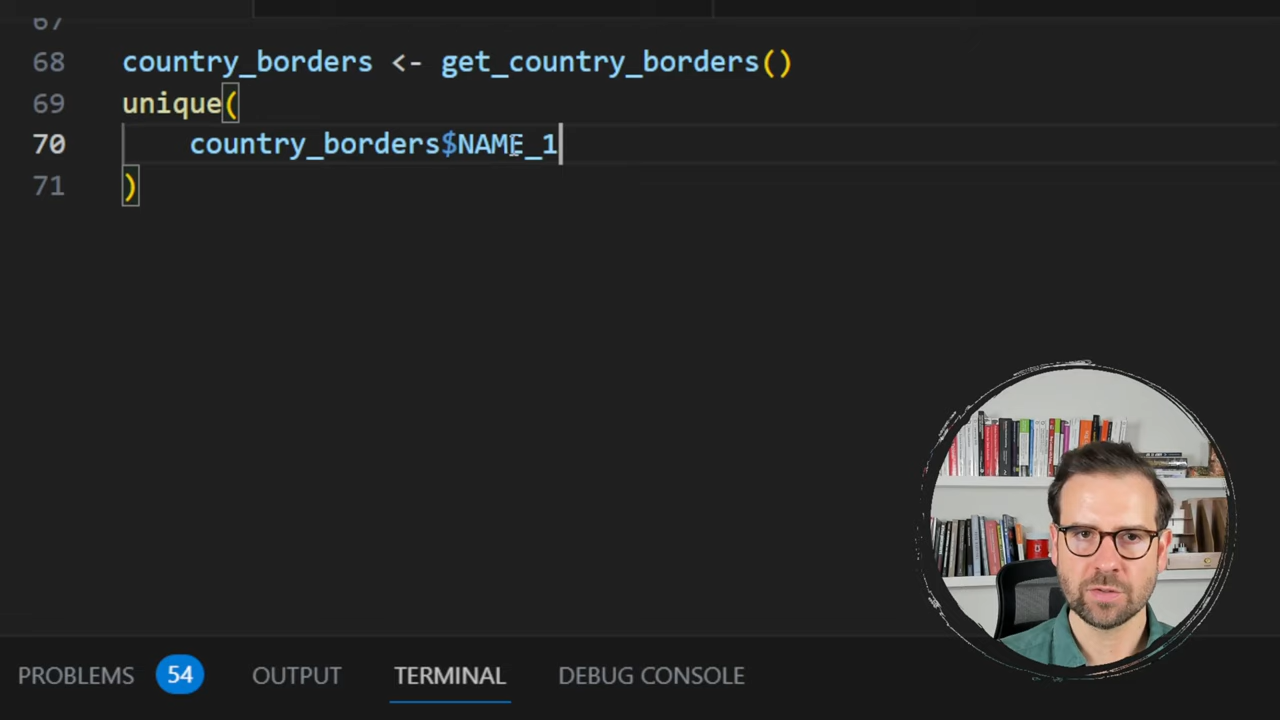 67
68 country_borders <- get_country_borders()
69 unique(
70 country_borders$NAME_1
71 )
PROBLEMS 54 OUTPUT TERMINAL DEBUG CONSOLE